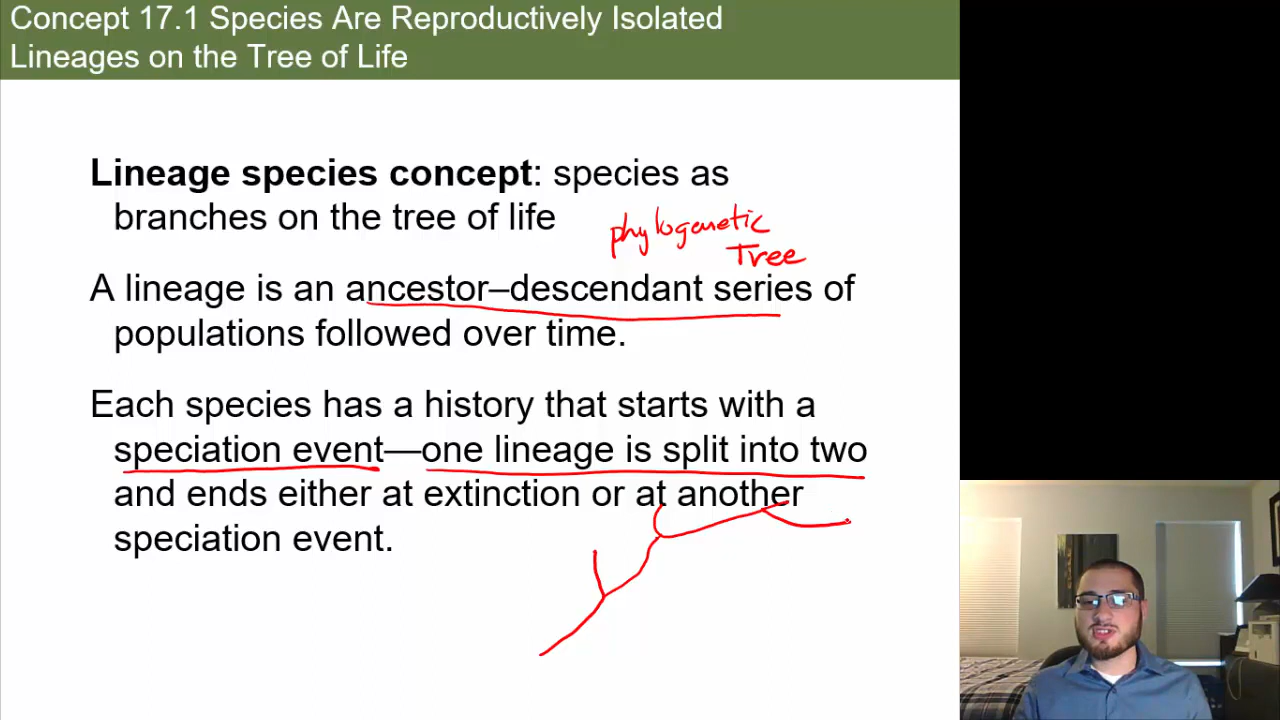 Concept 17.1 Species Are Reproductively Isolated
Lineages on the Tree of Life
Lineage species concept: species as
branches on the tree of life
phylogenetic
Tree
A lineage is an ancestor–descendant series of
populations followed over time.
Each species has a history that starts with a
speciation event—one lineage is split into two
and ends either at extinction or at another
speciation event.